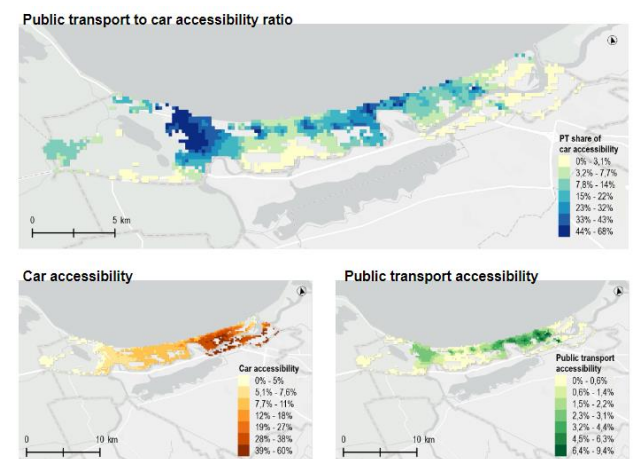 Public transport to car accessibility ratio
PT share of
car accessibility
0% - 3,1%
3,2% - 7,7%
7,8% - 14%
15% - 22%
23% - 32%
33% - 43%
44% - 68%
0 5 km
Car accessibility
Car accessibility
0% - 5%
5,1% - 7,6%
7,7% - 11%
12% - 18%
19% - 27%
28% - 38%
39% - 60%
0 10 km
Public transport accessibility
Public transport
accessibility
0% - 0,6%
0,6% - 1,4%
1,5% - 2,2%
2,3% - 3,1%
3,2% - 4,4%
4,5% - 6,3%
6,4% - 9,4%
0 10 km